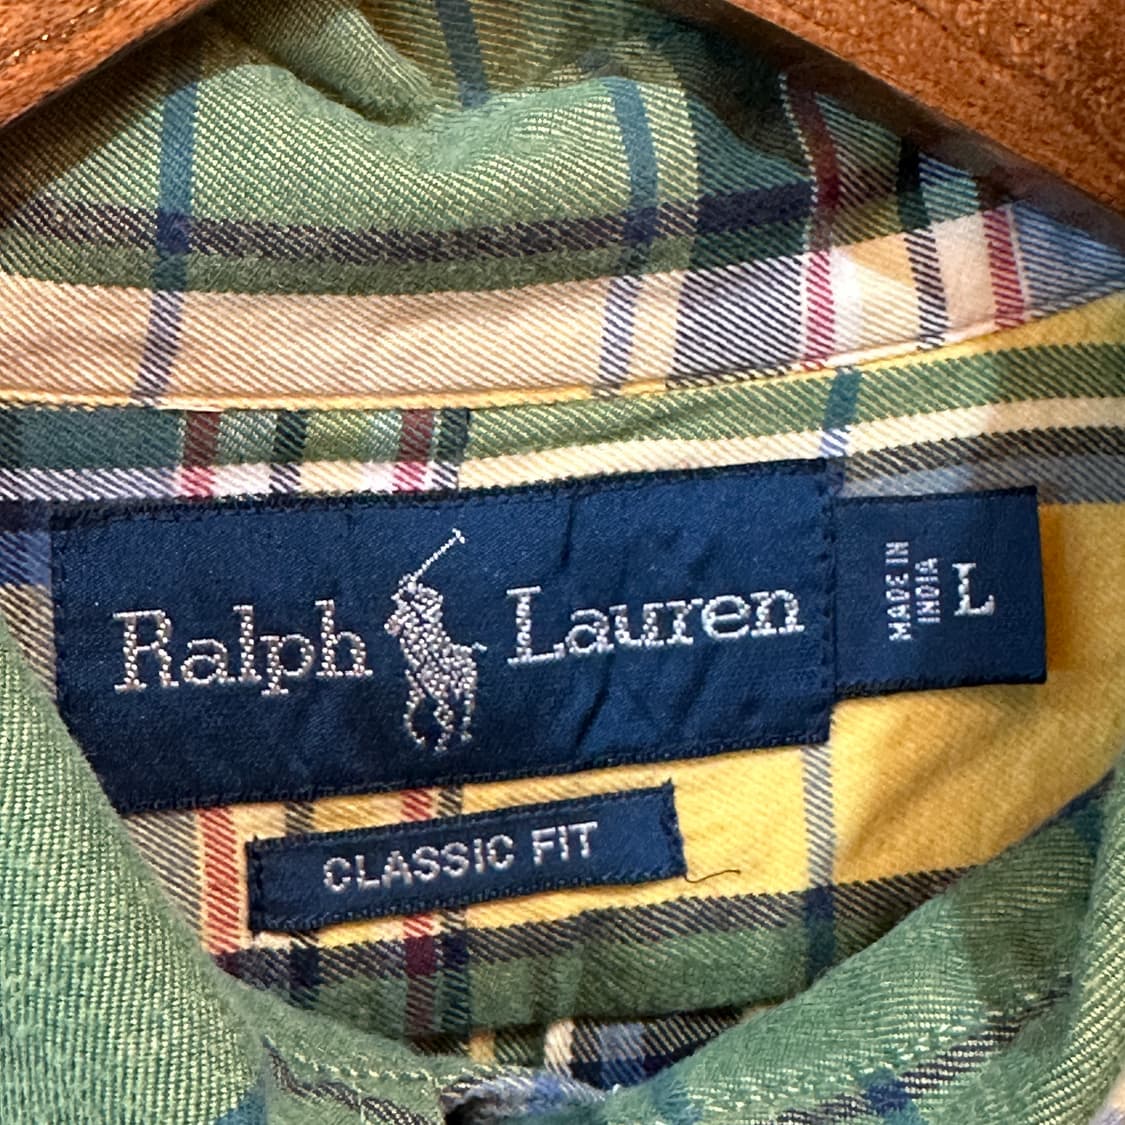 Ralph Lauren
MADE IN
INDIA
L
CLASSIC FIT